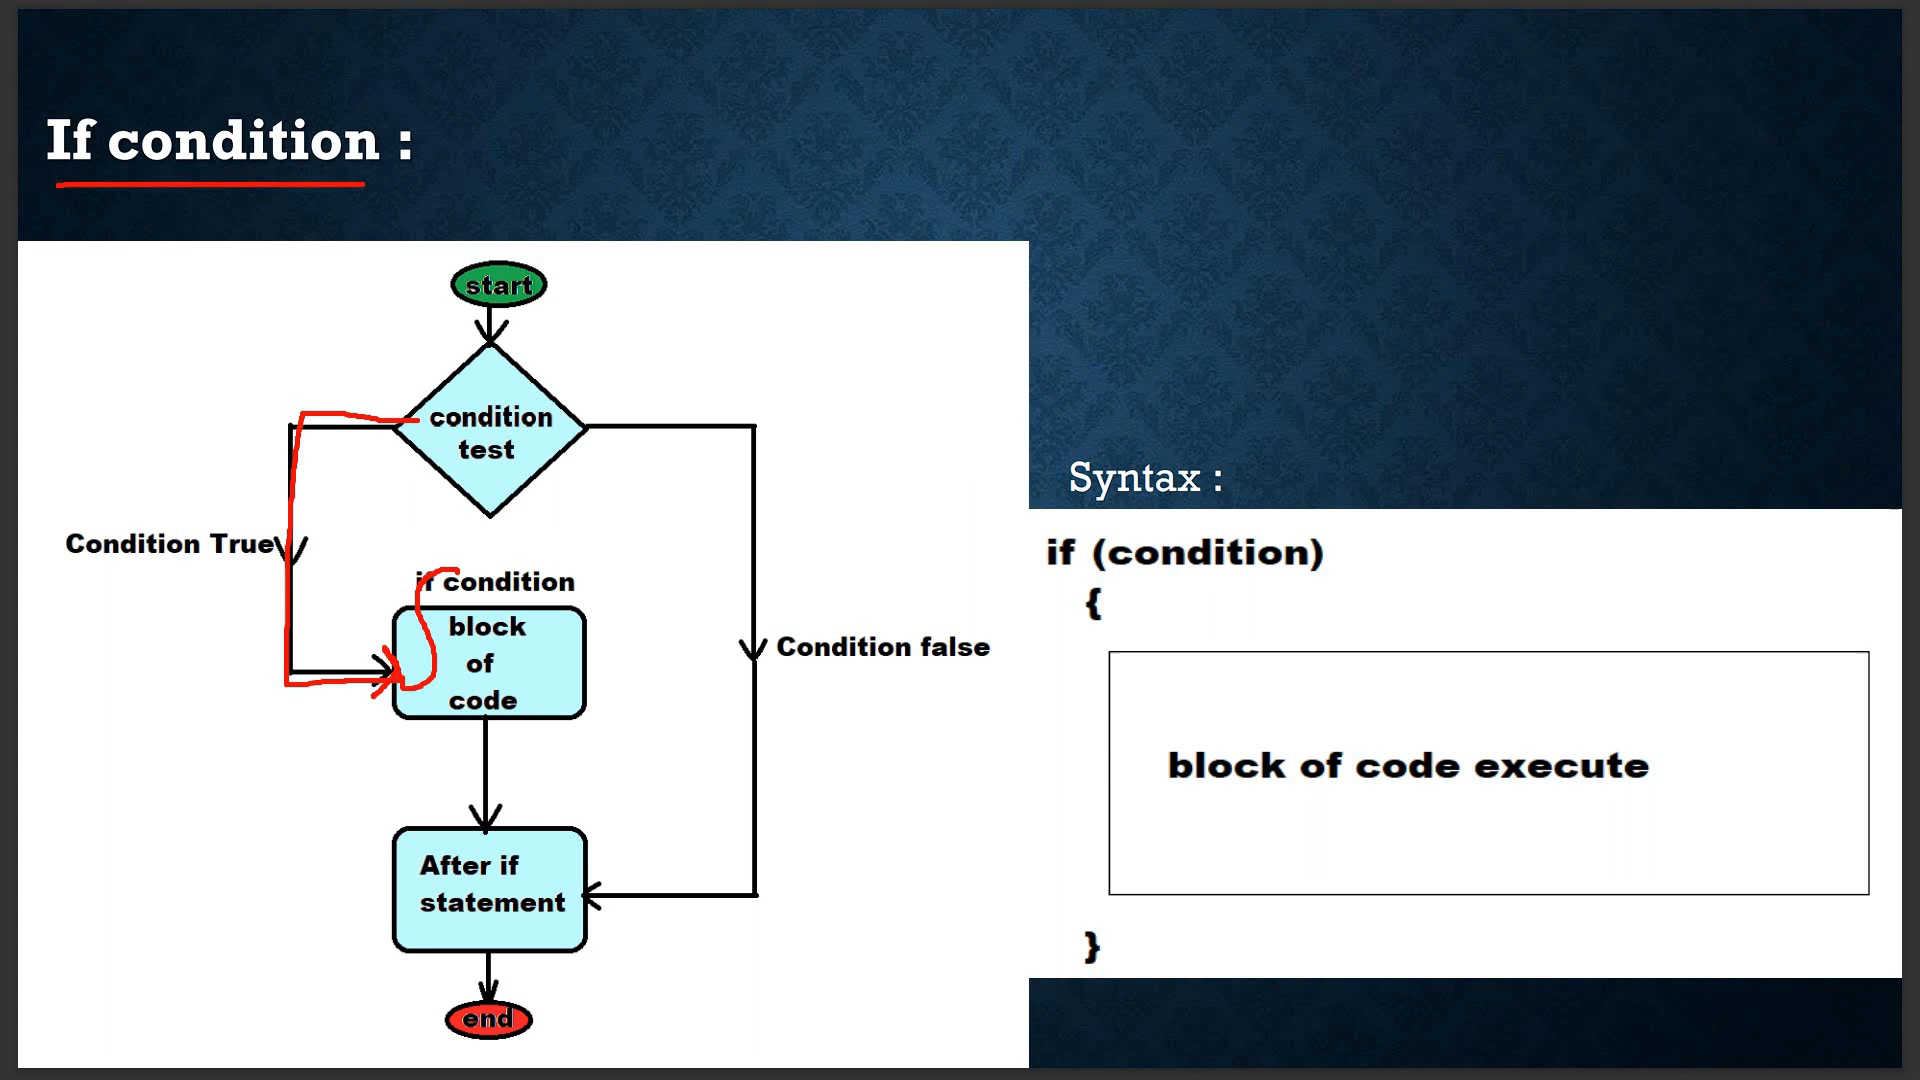 If condition :
start
condition
test
Condition True
if condition
block
of
code
Condition false
After if
statement
end
Syntax :
if (condition)
{
block of code execute
}